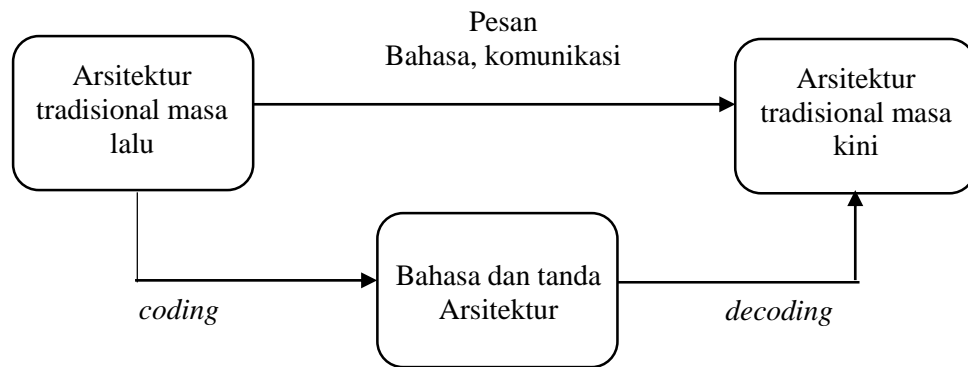 Pesan
Bahasa, komunikasi
Arsitektur
tradisional masa
lalu
Arsitektur
tradisional masa
kini
Bahasa dan tanda
Arsitektur
coding
decoding